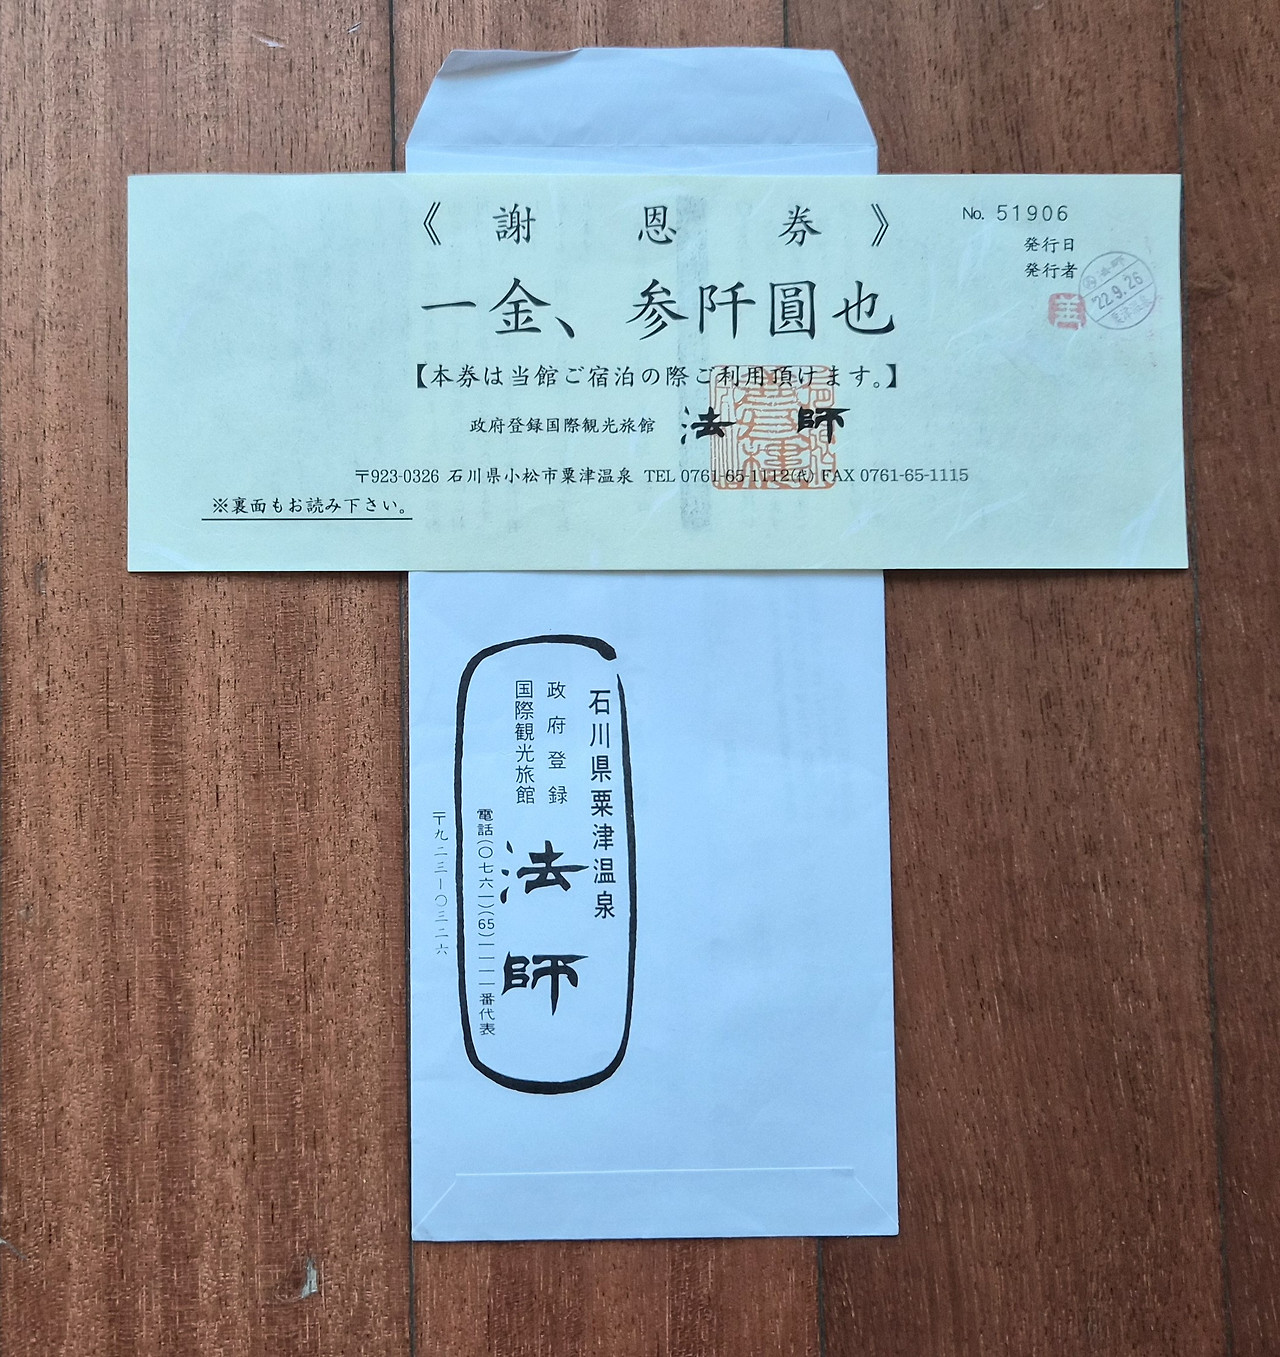 《 謝 恩 券 》
No. 51906
発行日
発行者
'22.9.26
一金、参阡圓也
【本券は当館ご宿泊の際ご利用頂けます。】
政府登録国際観光旅館 法 師
〒923-0326 石川県小松市粟津温泉 TEL 0761-65-1112(代) FAX 0761-65-1115
※裏面もお読み下さい。
石川県粟津温泉
政府登録
国際観光旅館
法師
電話(〇七六一)(65)一一一一番代表
〒九二三ー〇三二六